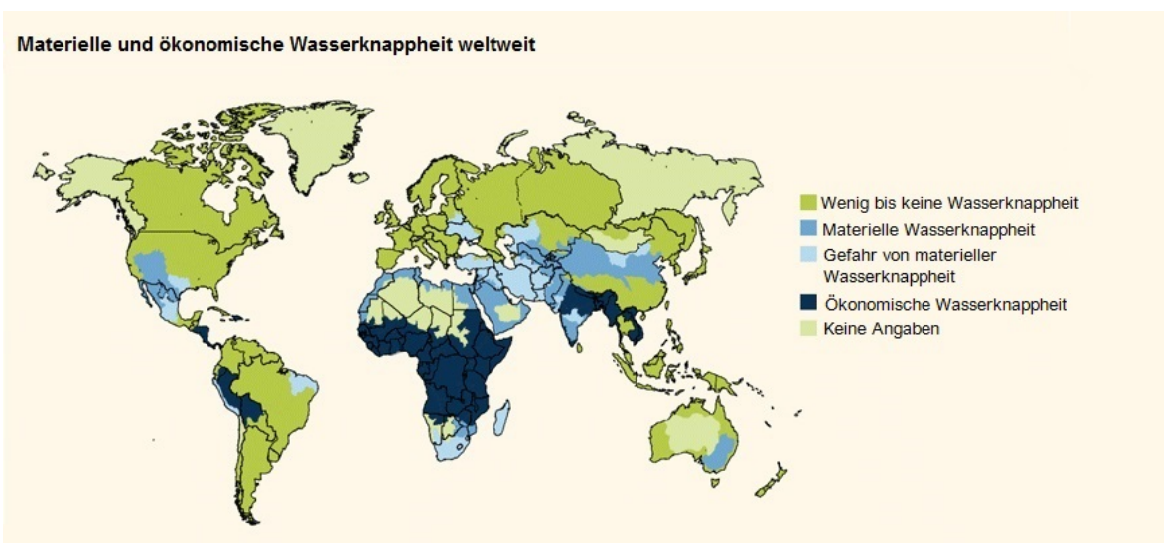 Materielle und ökonomische Wasserknappheit weltweit
Wenig bis keine Wasserknappheit
Materielle Wasserknappheit
Gefahr von materieller
Wasserknappheit
Ökonomische Wasserknappheit
Keine Angaben